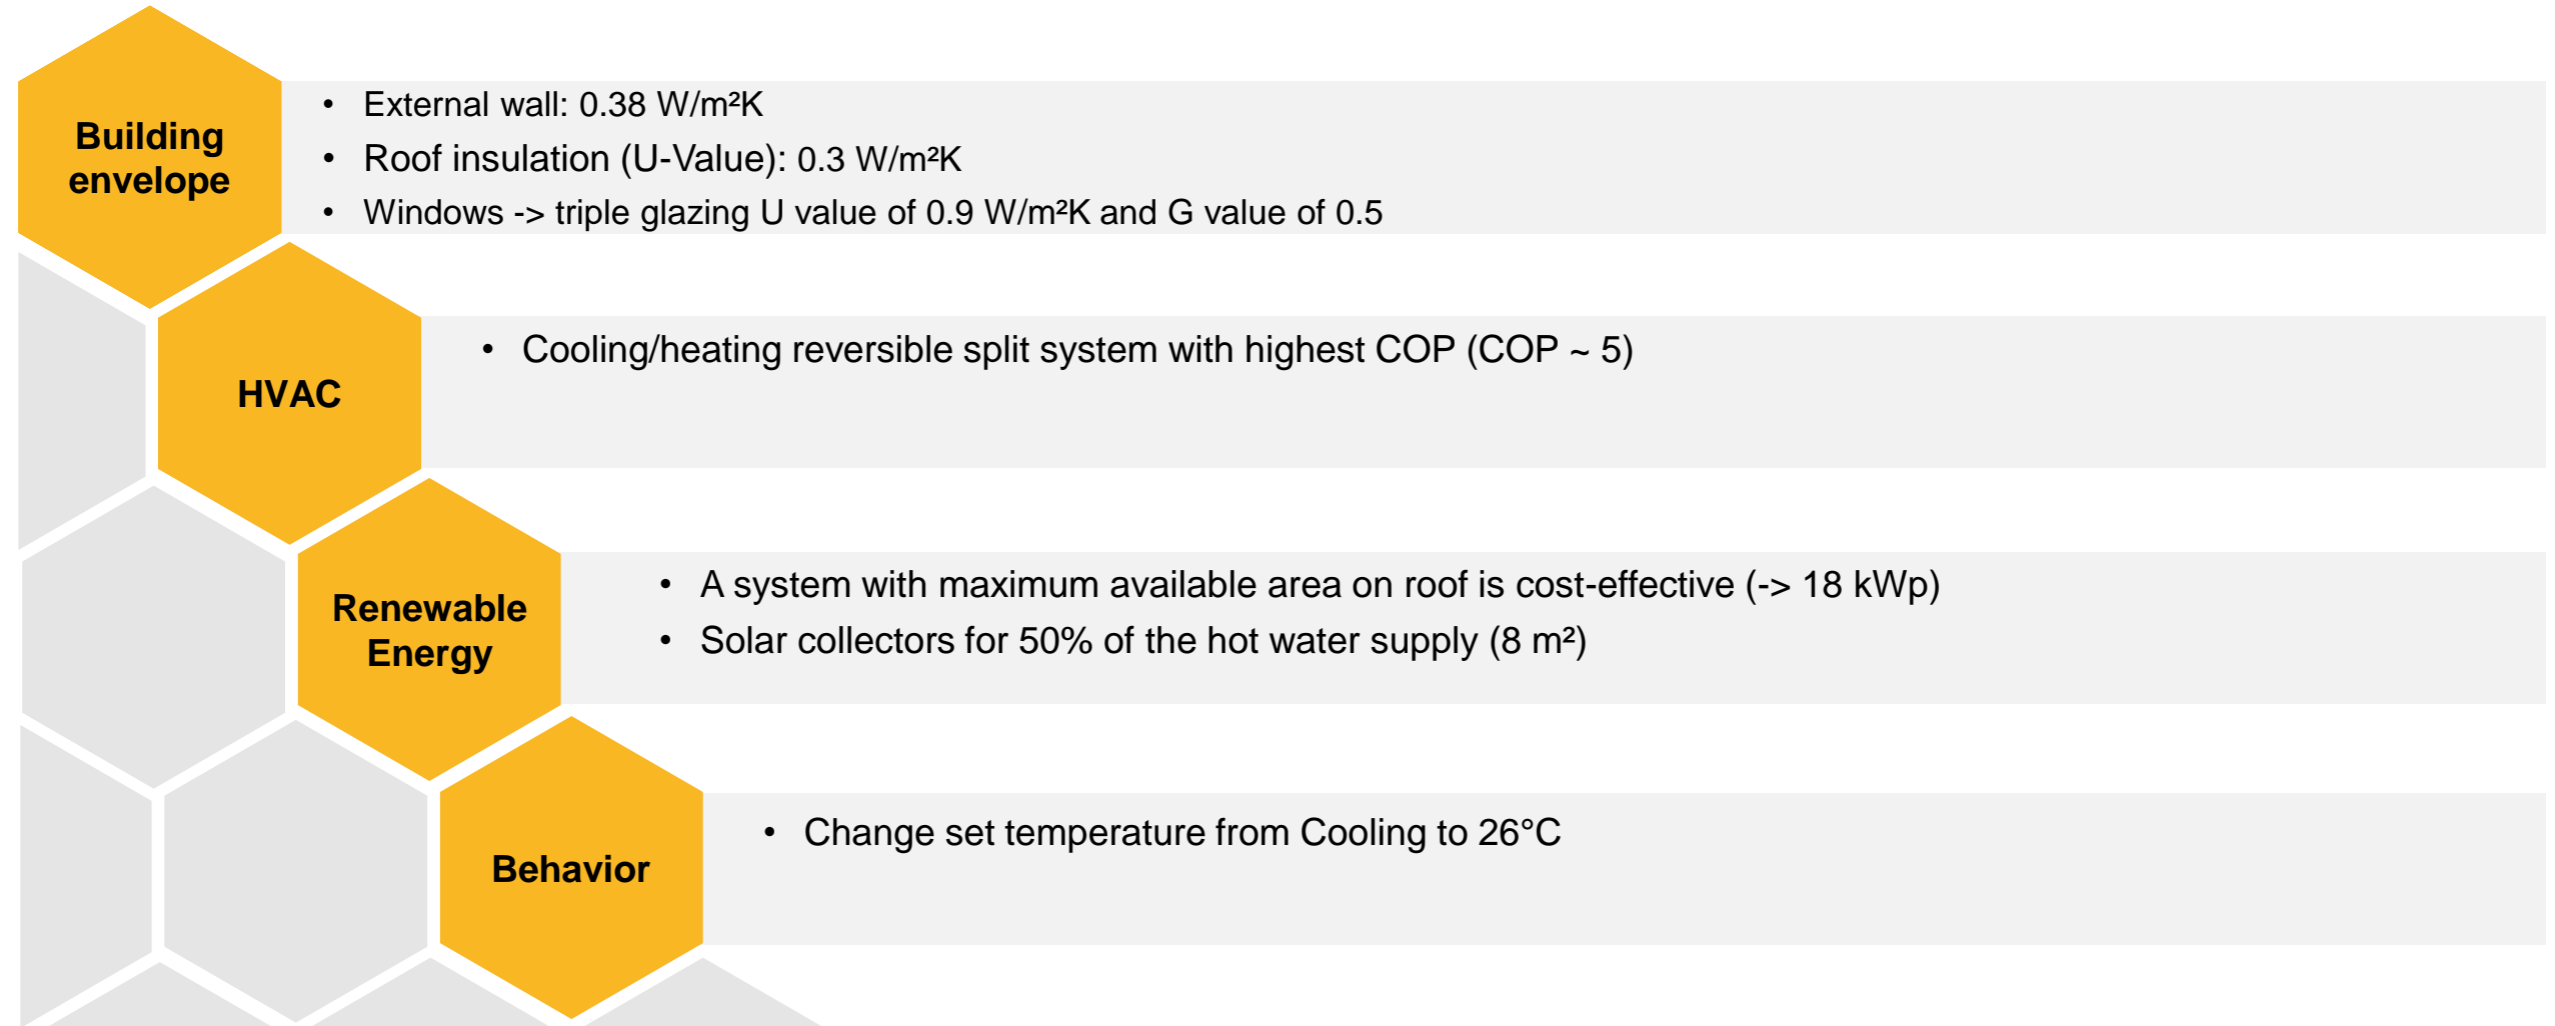 Building
envelope
• External wall: 0.38 W/m²K
• Roof insulation (U-Value): 0.3 W/m²K
• Windows -> triple glazing U value of 0.9 W/m²K and G value of 0.5
HVAC
• Cooling/heating reversible split system with highest COP (COP ~ 5)
Renewable
Energy
• A system with maximum available area on roof is cost-effective (-> 18 kWp)
• Solar collectors for 50% of the hot water supply (8 m²)
Behavior
• Change set temperature from Cooling to 26°C